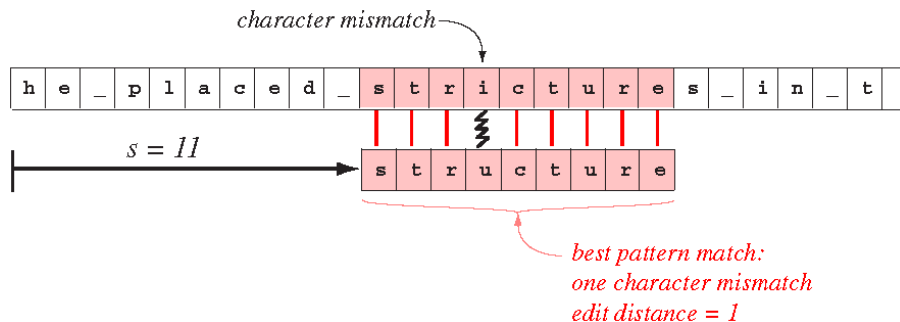 character mismatch
h e _ p l a c e d _ s t r i c t u r e s _ i n _ t
s = 11
s t r u c t u r e
best pattern match:
one character mismatch
edit distance = 1